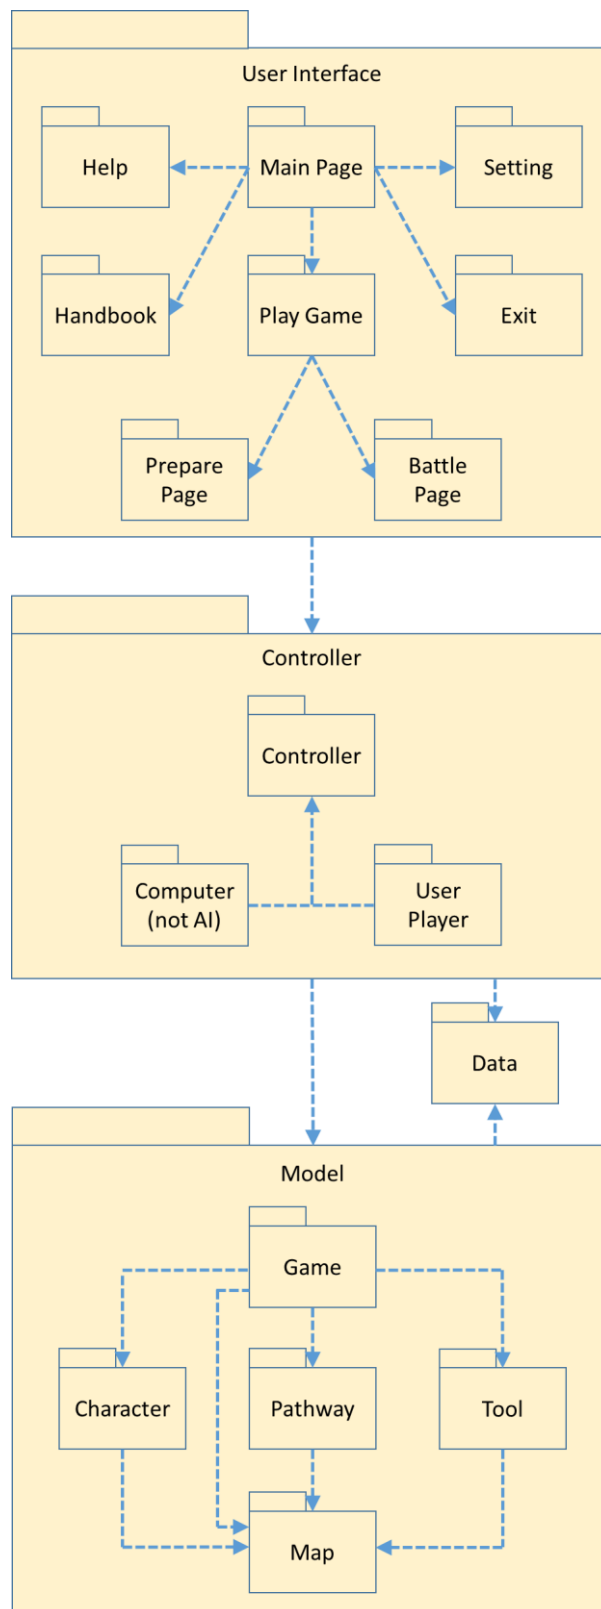 User Interface
Help
Main Page
Setting
Handbook
Play Game
Exit
Prepare
Page
Battle
Page
Controller
Controller
Computer
(not AI)
User
Player
Data
Model
Game
Character
Pathway
Tool
Map